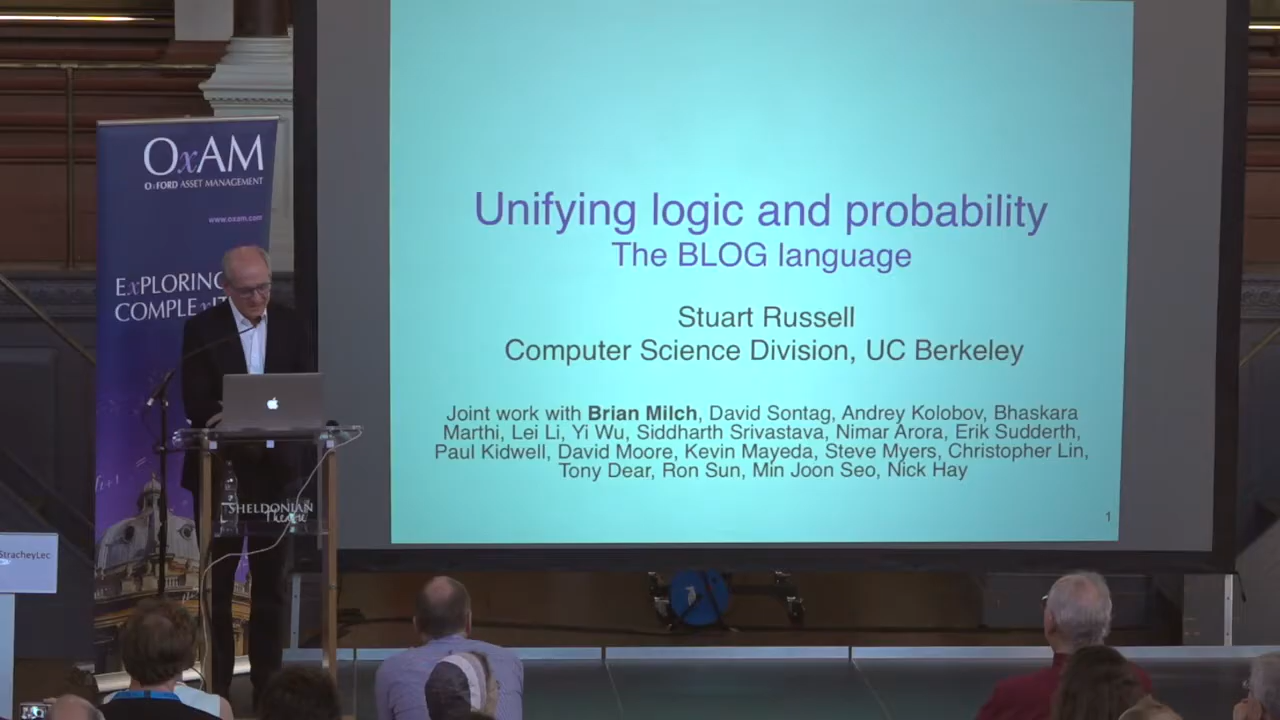 OxAM
OXFORD ASSET MANAGEMENT
www.oxam.com
ExPLORING
COMPLExIT
SHELDONIAN
Theatre
StracheyLec
Unifying logic and probability
The BLOG language
Stuart Russell
Computer Science Division, UC Berkeley
Joint work with Brian Milch, David Sontag, Andrey Kolobov, Bhaskara
Marthi, Lei Li, Yi Wu, Siddharth Srivastava, Nimar Arora, Erik Sudderth,
Paul Kidwell, David Moore, Kevin Mayeda, Steve Myers, Christopher Lin,
Tony Dear, Ron Sun, Min Joon Seo, Nick Hay
1